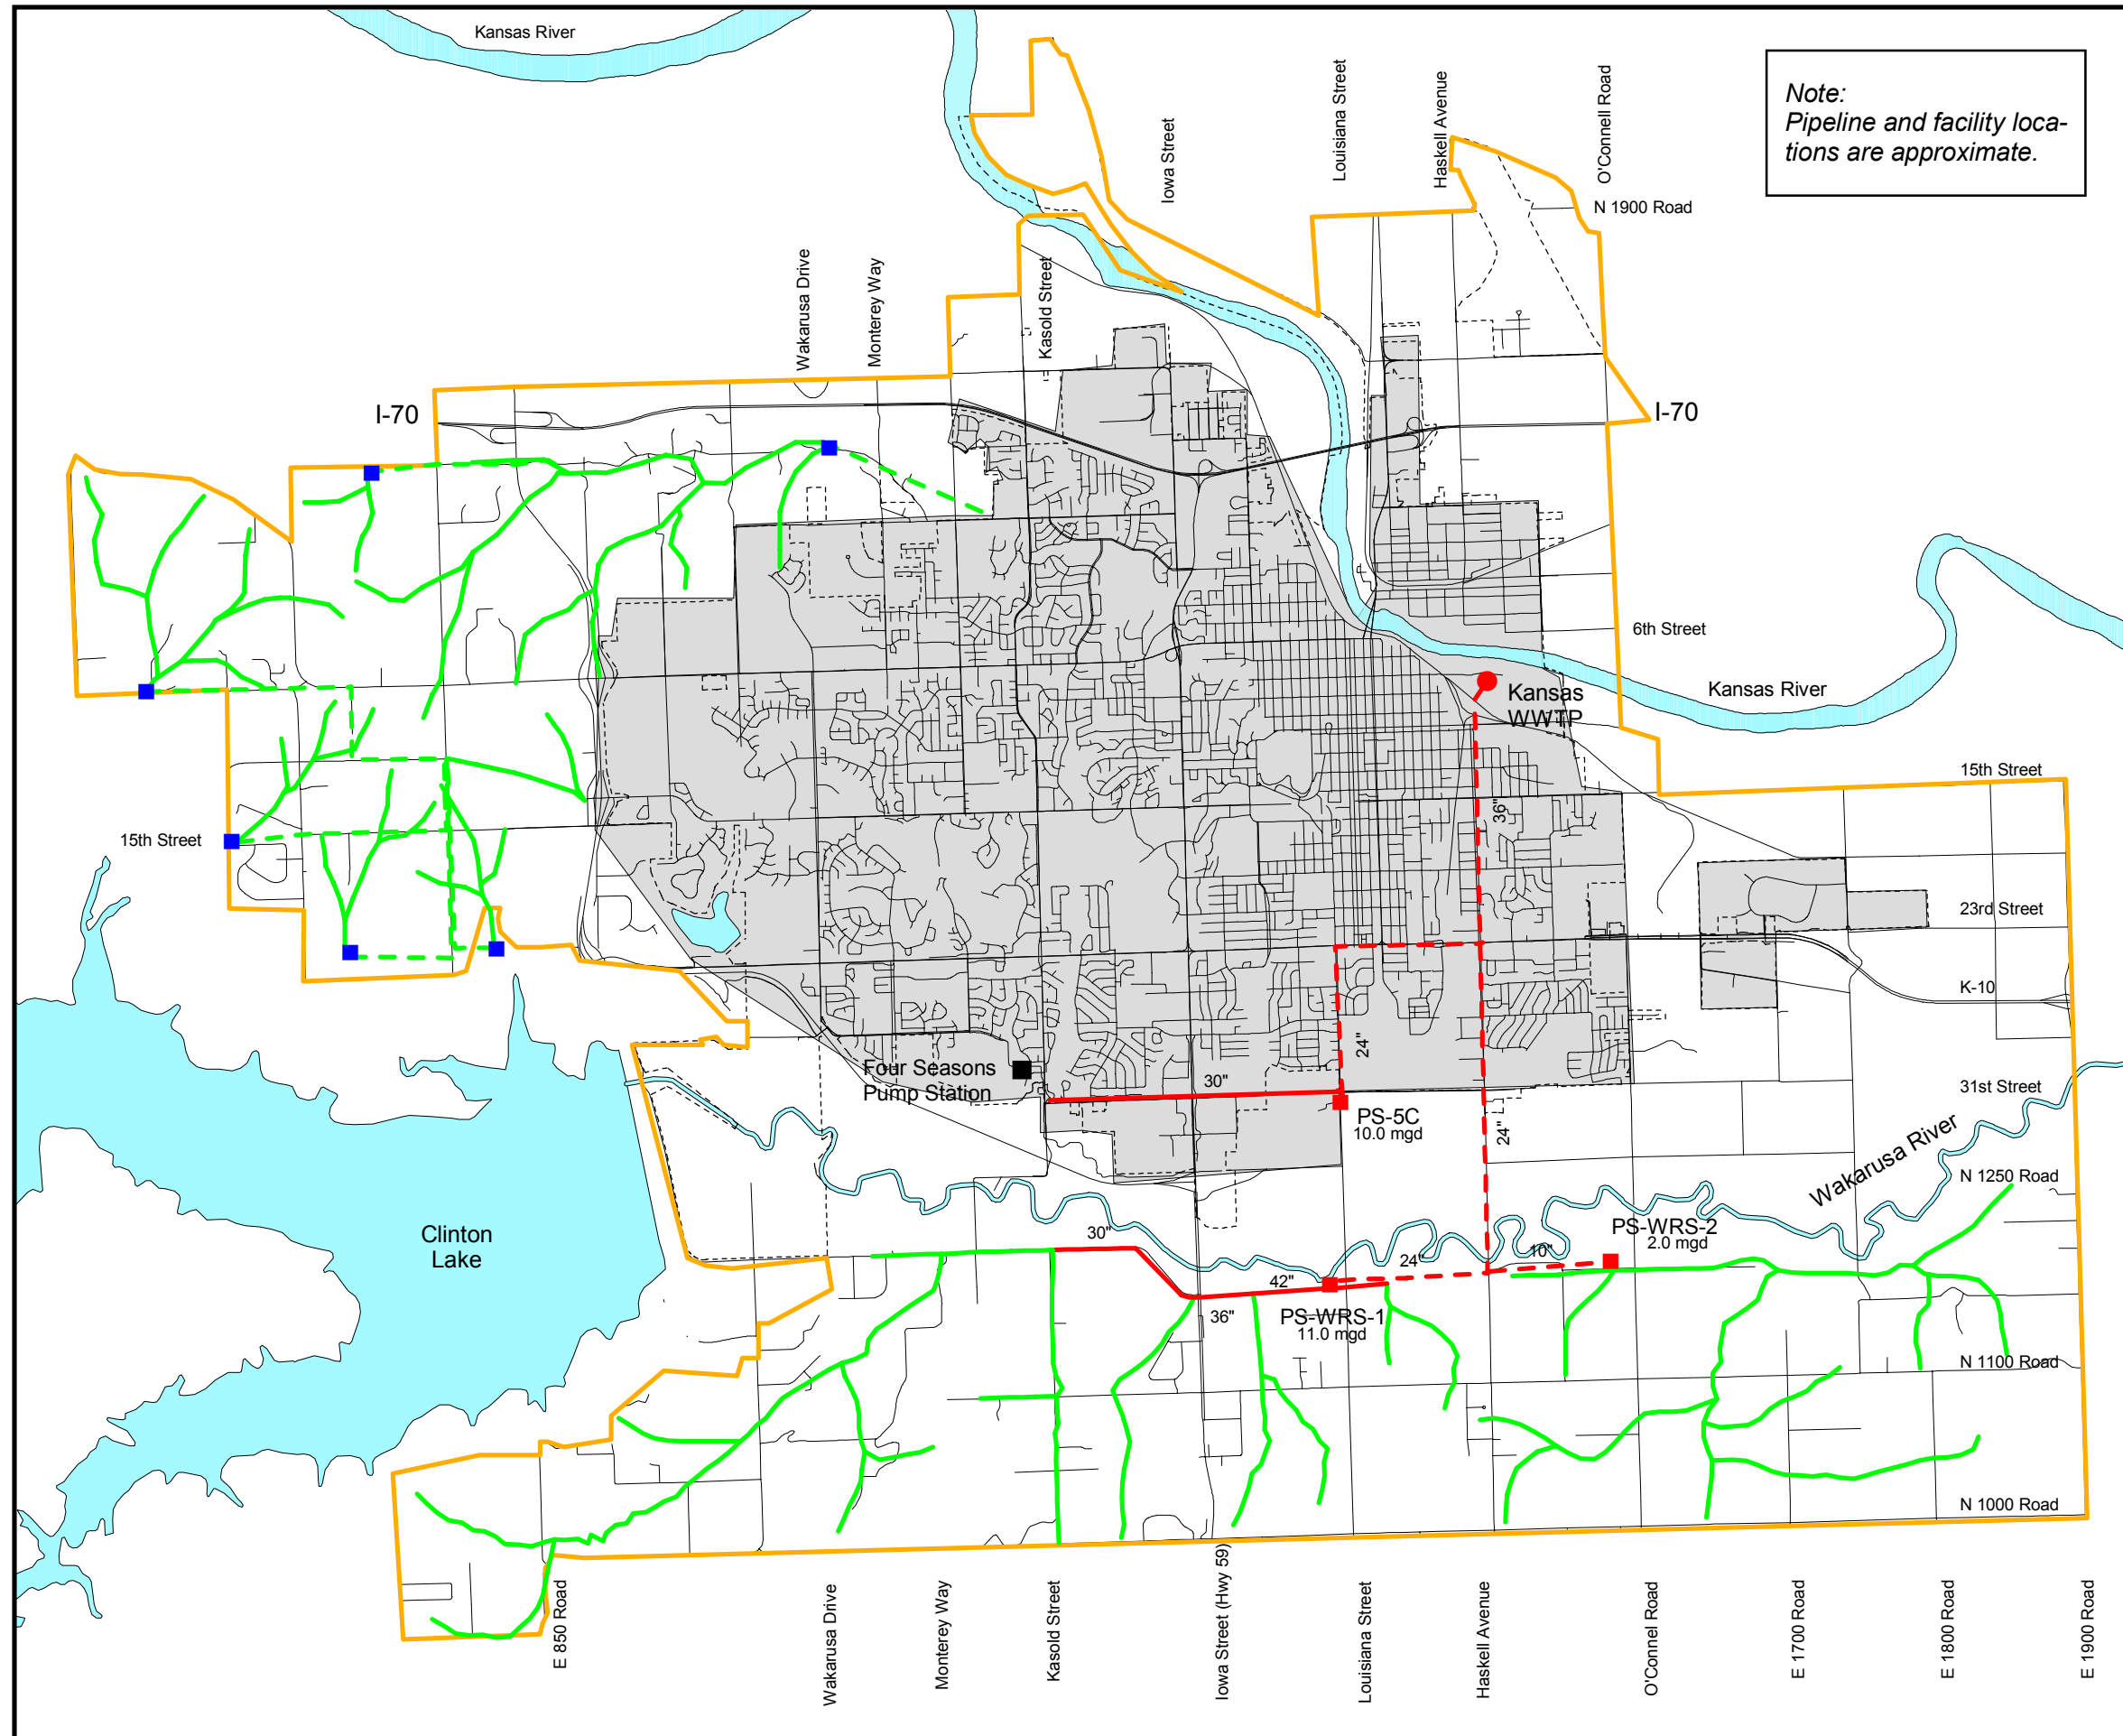 Kansas River
Note:
Pipeline and facility loca-
tions are approximate.
Iowa Street
Louisiana Street
Haskell Avenue
O'Connell Road
N 1900 Road
Wakarusa Drive
Monterey Way
Kasold Street
I-70
I-70
6th Street
Kansas River
Kansas
WWTP
15th Street
36"
15th Street
23rd Street
K-10
24"
Four Seasons
Pump Station
30"
31st Street
PS-5C
10.0 mgd
24"
Wakarusa River
N 1250 Road
Clinton
Lake
30"
PS-WRS-2
2.0 mgd
24"
10"
42"
36"
PS-WRS-1
11.0 mgd
N 1100 Road
N 1000 Road
E 850 Road
Wakarusa Drive
Monterey Way
Kasold Street
Iowa Street (Hwy 59)
Louisiana Street
Haskell Avenue
O'Connel Road
E 1700 Road
E 1800 Road
E 1900 Road